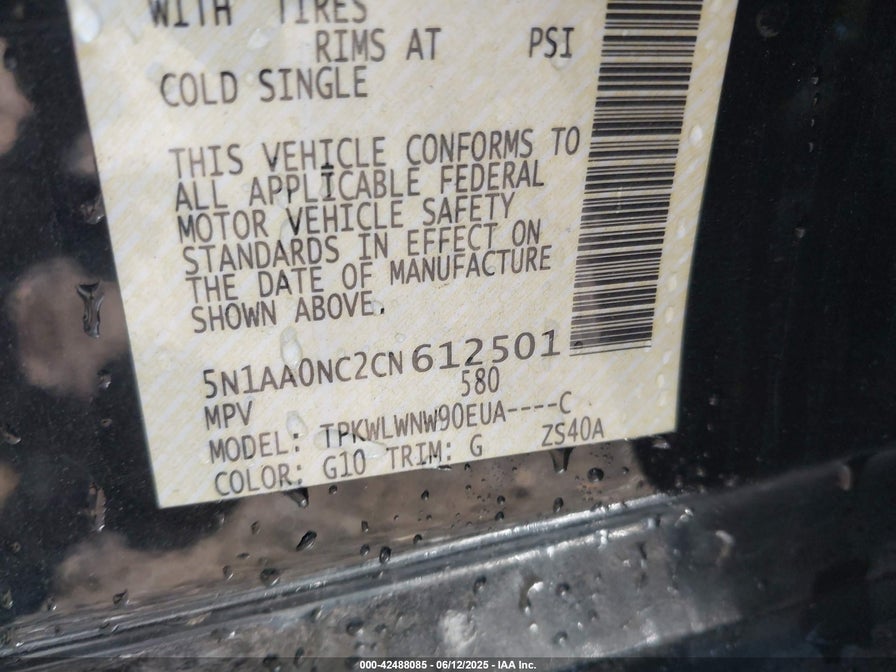 WITH TIRES
RIMS AT PSI
COLD SINGLE
THIS VEHICLE CONFORMS TO
ALL APPLICABLE FEDERAL
MOTOR VEHICLE SAFETY
STANDARDS IN EFFECT ON
THE DATE OF MANUFACTURE
SHOWN ABOVE.
5N1AA0NC2CN612501
580
MPV
MODEL: TPKWLWNW90EUA----C
COLOR: G10 TRIM: G ZS40A
000-42488085 - 06/12/2025 - IAA Inc.